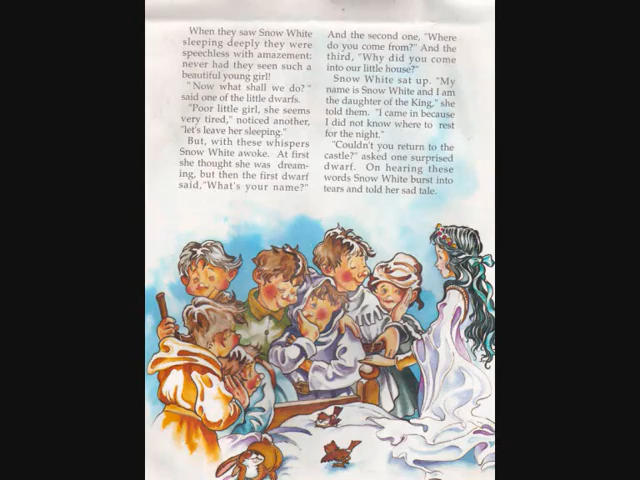 When they saw Snow White
sleeping deeply they were
speechless with amazement:
never had they seen such a
beautiful young girl!
"Now what shall we do?"
said one of the little dwarfs.
"Poor little girl, she seems
very tired," noticed another,
"let's leave her sleeping."
But, with these whispers
Snow White awoke. At first
she thought she was dream-
ing, but then the first dwarf
said, "What's your name?"
And the second one, "Where
do you come from?" And the
third, "Why did you come
into our little house?"
Snow White sat up. "My
name is Snow White and I am
the daughter of the King," she
told them. "I came in because
I did not know where to rest
for the night."
"Couldn't you return to the
castle?" asked one surprised
dwarf. On hearing these
words Snow White burst into
tears and told her sad tale.